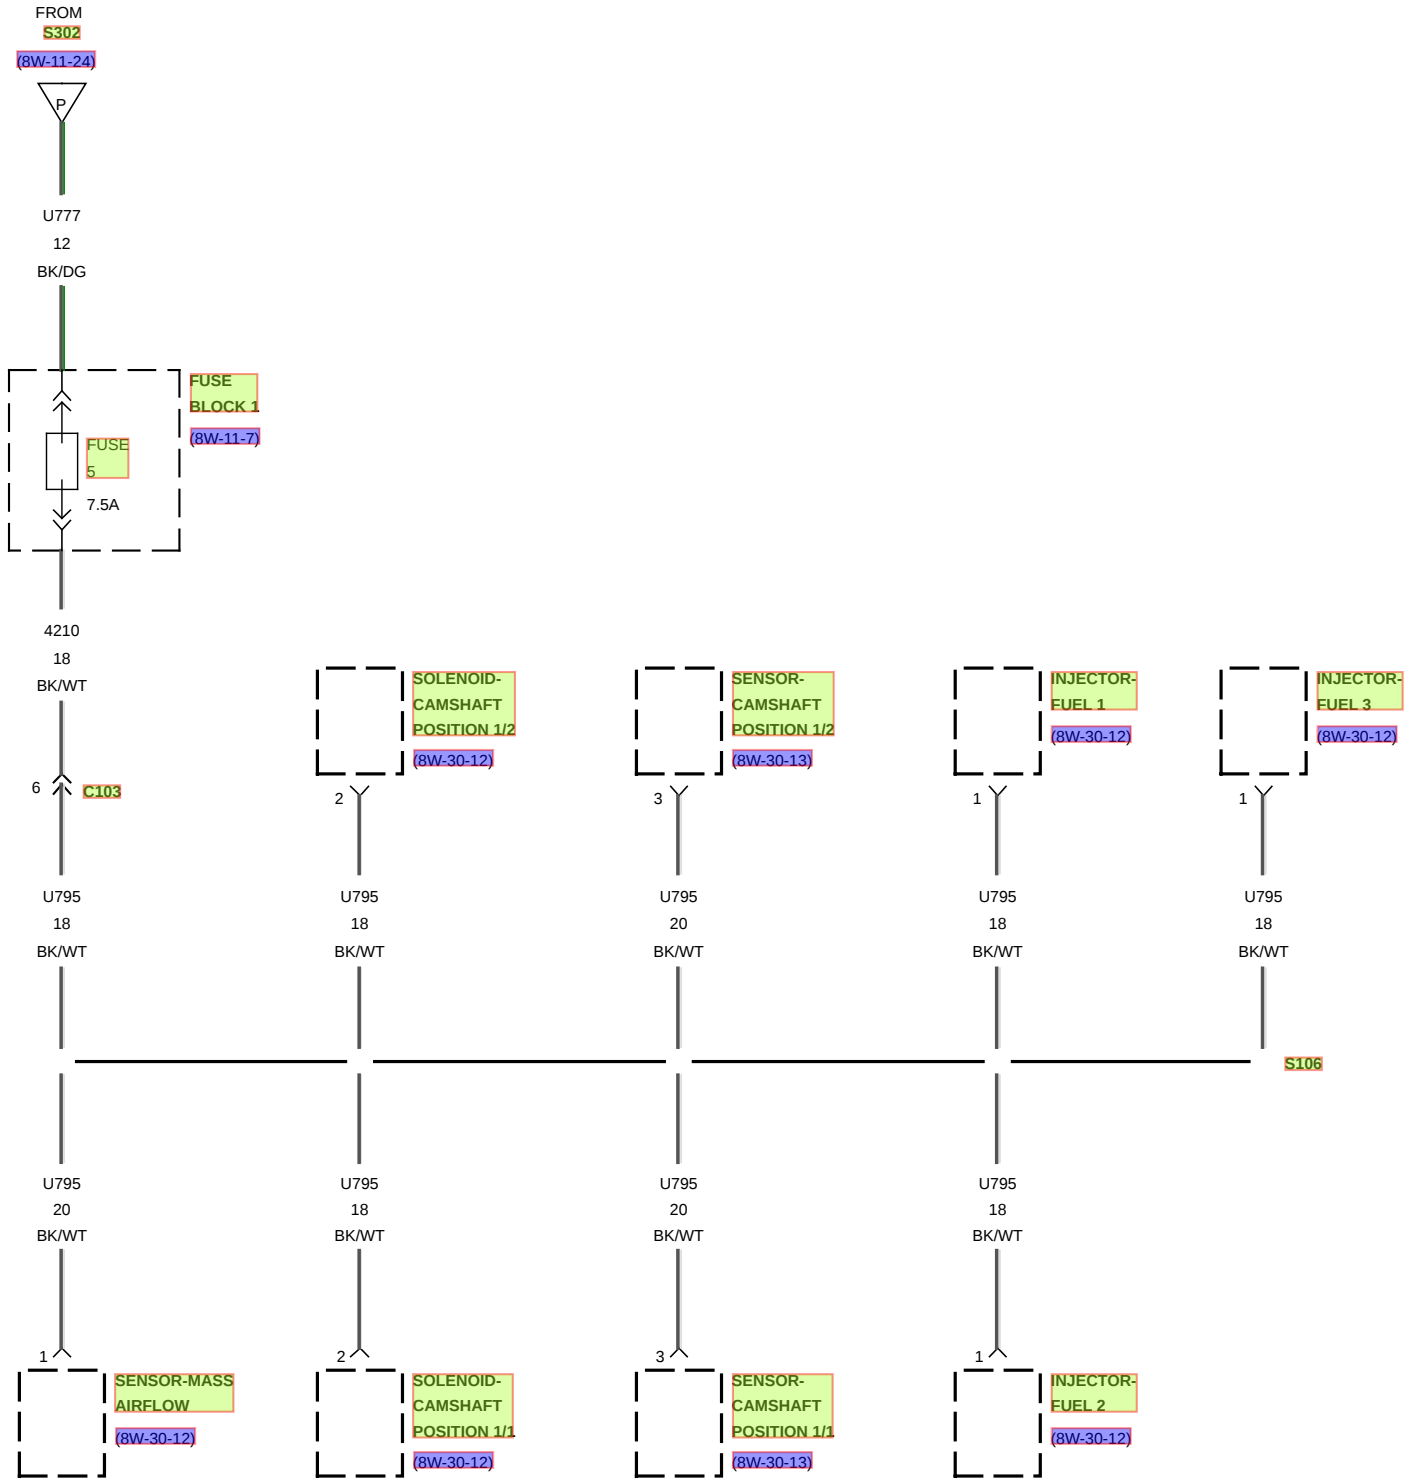 FROM
S302
(8W-11-24)
P
U777
12
BK/DG
FUSE
BLOCK 1
(8W-11-7)
FUSE
5
7.5A
4210
18
BK/WT
6
C103
SOLENOID-
CAMSHAFT
POSITION 1/2
(8W-30-12)
2
SENSOR-
CAMSHAFT
POSITION 1/2
(8W-30-13)
3
INJECTOR-
FUEL 1
(8W-30-12)
1
INJECTOR-
FUEL 3
(8W-30-12)
1
U795
18
BK/WT
U795
18
BK/WT
U795
20
BK/WT
U795
18
BK/WT
U795
18
BK/WT
S106
U795
20
BK/WT
U795
18
BK/WT
U795
20
BK/WT
U795
18
BK/WT
1
SENSOR-MASS
AIRFLOW
(8W-30-12)
2
SOLENOID-
CAMSHAFT
POSITION 1/1
(8W-30-12)
3
SENSOR-
CAMSHAFT
POSITION 1/1
(8W-30-13)
1
INJECTOR-
FUEL 2
(8W-30-12)